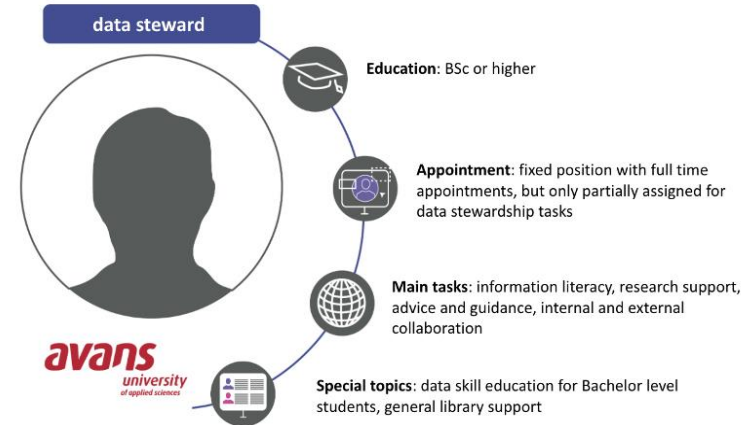 data steward
Education: BSc or higher
Appointment: fixed position with full time
appointments, but only partially assigned for
data stewardship tasks
Main tasks: information literacy, research support,
advice and guidance, internal and external
collaboration
avans
university
of applied sciences
Special topics: data skill education for Bachelor level
students, general library support